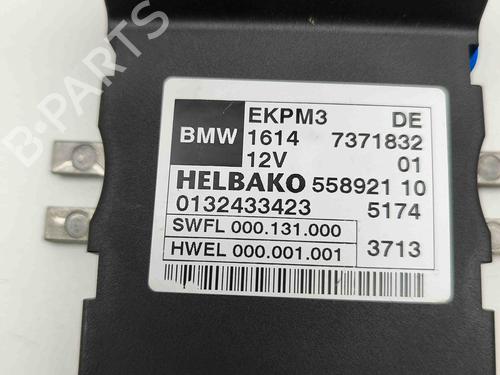 B-PARTS
EKPM3 DE
BMW 1614 7371832
12V 01
HELBAKO 558921 10
0132433423 5174
SWFL 000.131.000
HWEL 000.001.001 3713